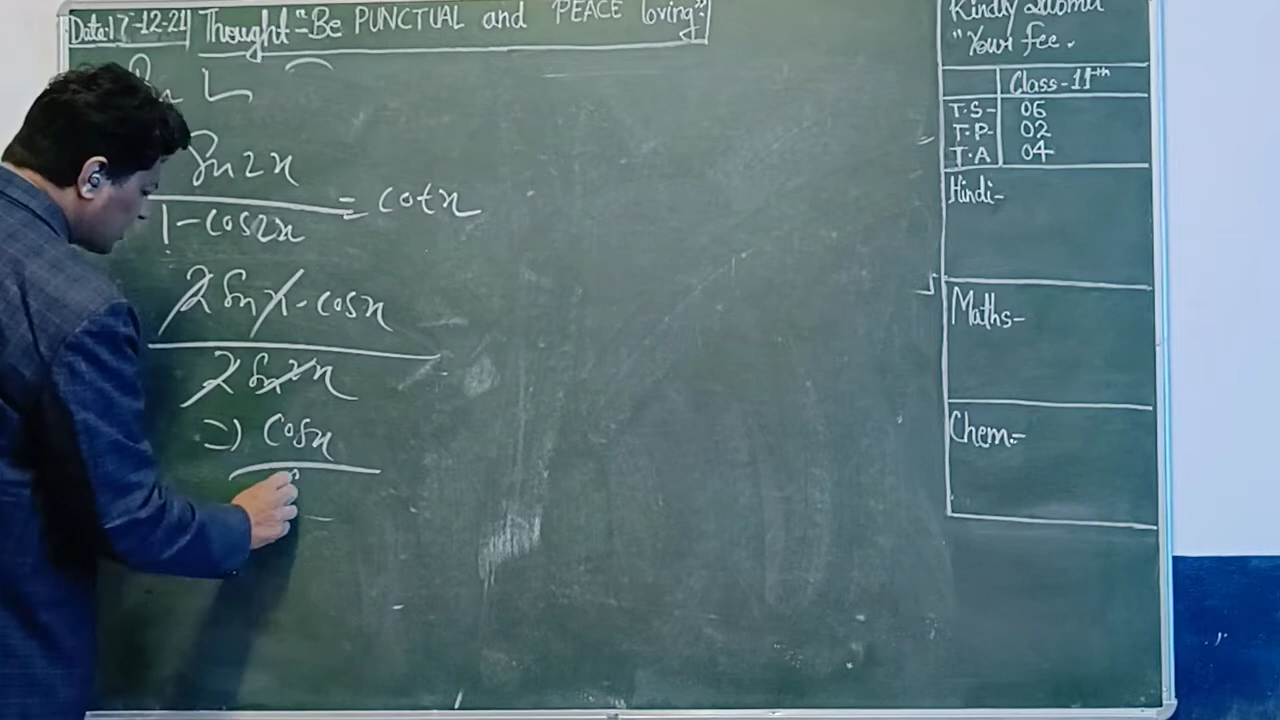 Date:17-12-21 Thought-"Be PUNCTUAL and PEACE loving".
Sin2x
1-cos2x
= cotx
2 Sinx.cosx
2 Sin²x
=) Cosx
Kindly Submit
"Your fee.
Class-11th
T.S- 06
T.P- 02
T.A 04
Hindi-
Maths-
Chem:-